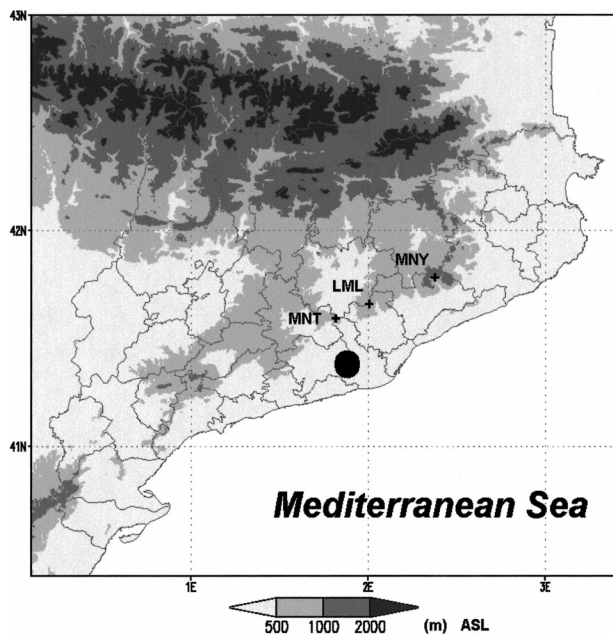 43N
42N
MNY
LML
MNT
41N
Mediterranean Sea
1E 2E 3E
500 1000 2000 (m) ASL